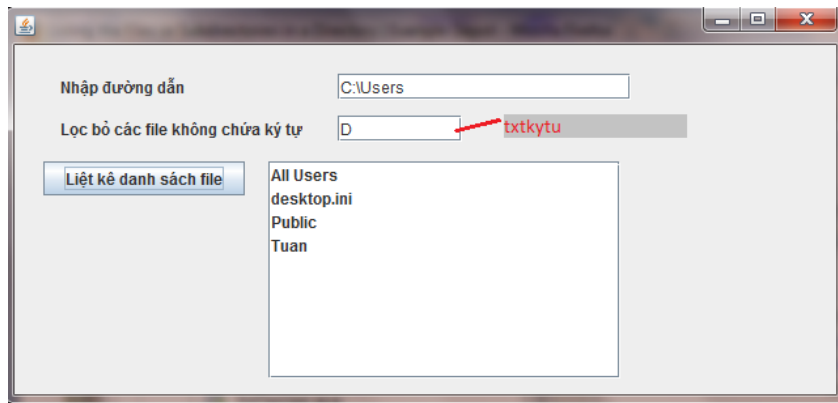 Nhập đường dẫn
C:\Users
Lọc bỏ các file không chứa ký tự
D
txtkytu
Liệt kê danh sách file
All Users
desktop.ini
Public
Tuan